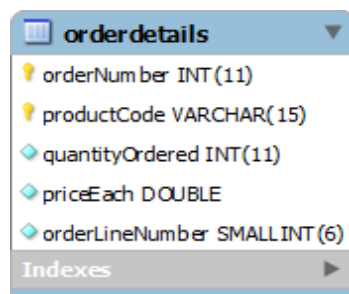 orderdetails
orderNumber INT(11)
productCode VARCHAR(15)
quantityOrdered INT(11)
priceEach DOUBLE
orderLineNumber SMALLINT(6)
Indexes